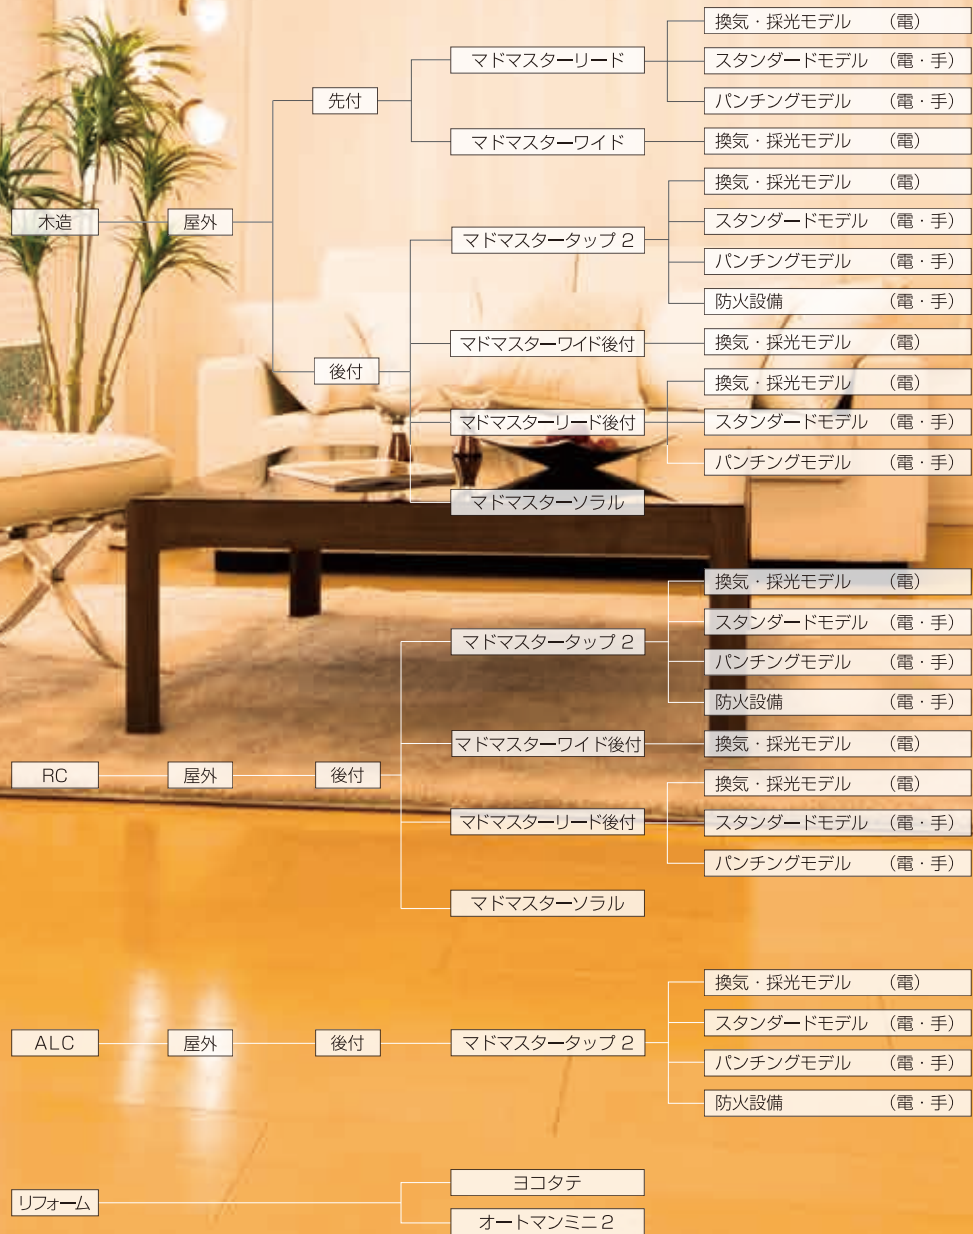 換気・採光モデル （電）
マドマスターリード
スタンダードモデル （電・手）
先付
パンチングモデル （電・手）
マドマスターワイド
換気・採光モデル （電）
換気・採光モデル （電）
木造
屋外
スタンダードモデル （電・手）
マドマスタータップ 2
パンチングモデル （電・手）
防火設備 （電・手）
マドマスターワイド後付
換気・採光モデル （電）
後付
換気・採光モデル （電）
マドマスターリード後付
スタンダードモデル （電・手）
パンチングモデル （電・手）
マドマスターソラル
換気・採光モデル （電）
スタンダードモデル （電・手）
マドマスタータップ 2
パンチングモデル （電・手）
防火設備 （電・手）
マドマスターワイド後付
換気・採光モデル （電）
RC
屋外
後付
換気・採光モデル （電）
マドマスターリード後付
スタンダードモデル （電・手）
パンチングモデル （電・手）
マドマスターソラル
換気・採光モデル （電）
スタンダードモデル （電・手）
ALC
屋外
後付
マドマスタータップ 2
パンチングモデル （電・手）
防火設備 （電・手）
ヨコタテ
リフォーム
オートマンミニ 2